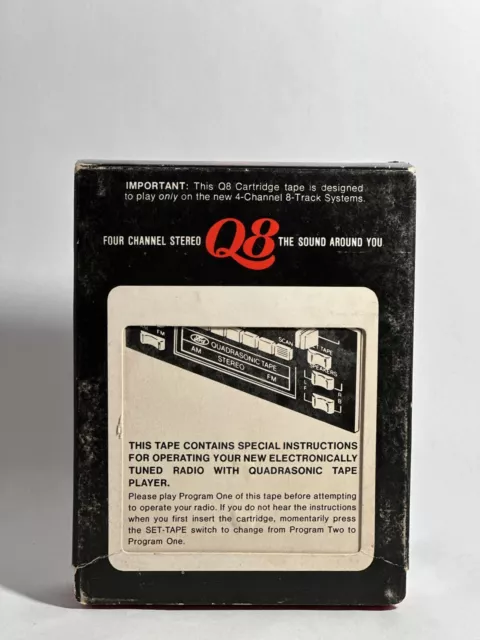 IMPORTANT: This Q8 Cartridge tape is designed
to play only on the new 4-Channel 8-Track Systems.
FOUR CHANNEL STEREO Q8 THE SOUND AROUND YOU
FM
SCAN
SET TAPE
Ford QUADRASONIC TAPE
SPEAKERS
AM STEREO FM
L R
F B
THIS TAPE CONTAINS SPECIAL INSTRUCTIONS
FOR OPERATING YOUR NEW ELECTRONICALLY
TUNED RADIO WITH QUADRASONIC TAPE
PLAYER.
Please play Program One of this tape before attempting
to operate your radio. If you do not hear the instructions
when you first insert the cartridge, momentarily press
the SET-TAPE switch to change from Program Two to
Program One.